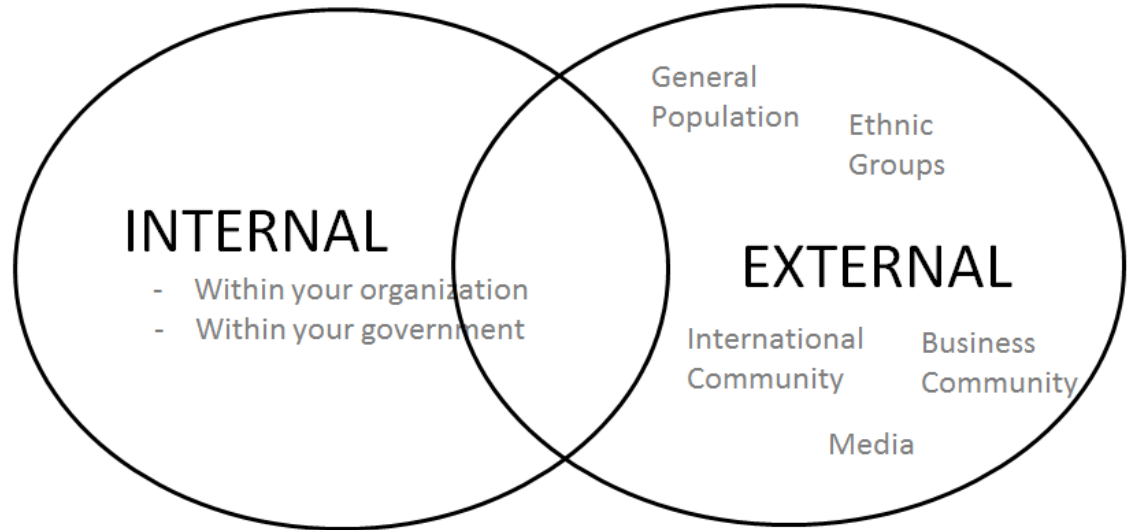 INTERNAL
- Within your organization
- Within your government
General
Population
Ethnic
Groups
EXTERNAL
International
Community
Business
Community
Media